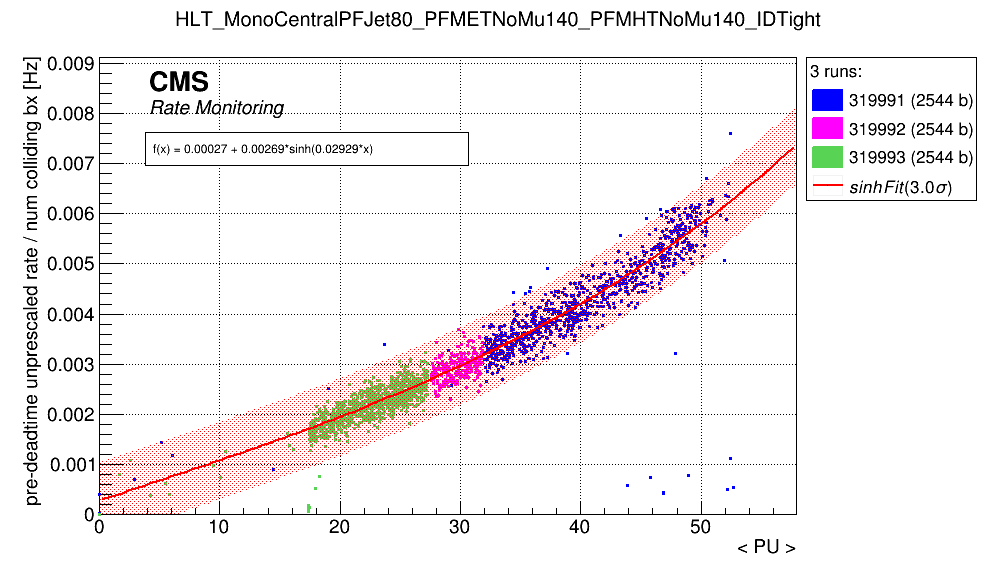 HLT_MonoCentralPFJet80_PFMETNoMu140_PFMHTNoMu140_IDTight
pre-deadtime unprescaled rate / num colliding bx [Hz]
0.009
0.008
0.007
0.006
0.005
0.004
0.003
0.002
0.001
0
CMS
Rate Monitoring
f(x) = 0.00027 + 0.00269*sinh(0.02929*x)
3 runs:
319991 (2544 b)
319992 (2544 b)
319993 (2544 b)
sinhFit(3.0σ)
0 10 20 30 40 50
< PU >